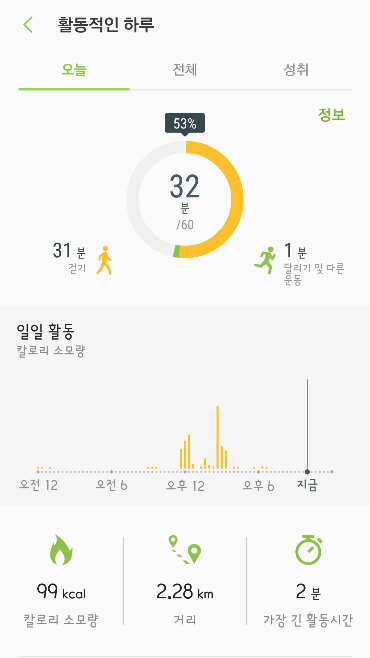 활동적인 하루
오늘 전체 성취
정보
53%
32
분
/60
31 분
걷기
1 분
달리기 및 다른
운동
일일 활동
칼로리 소모량
오전 12 오전 6 오후 12 오후 6 지금
99 kcal 2.28 km 2 분
칼로리 소모량 거리 가장 긴 활동시간